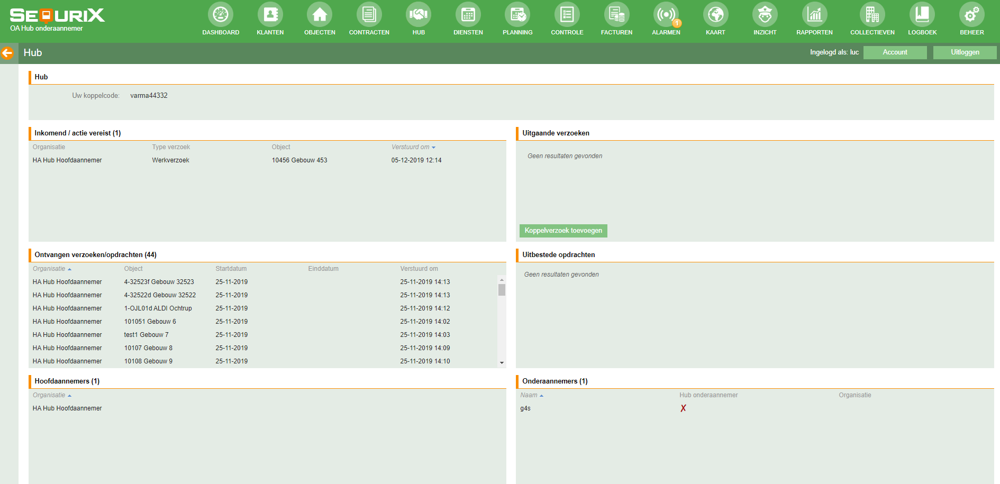 SEQURIX
OA Hub onderaannemer
DASHBOARD
KLANTEN
OBJECTEN
CONTRACTEN
HUB
DIENSTEN
PLANNING
CONTROLE
FACTUREN
1
ALARMEN
KAART
INZICHT
RAPPORTEN
COLLECTIEVEN
LOGBOEK
BEHEER
Hub
Ingelogd als: luc
Account
Uitloggen
Hub
Uw koppelcode: varma44332
Inkomend / actie vereist (1)
Organisatie Type verzoek Object Verstuurd om
HA Hub Hoofdaannemer Werkverzoek 10456 Gebouw 453 05-12-2019 12:14
Uitgaande verzoeken
Geen resultaten gevonden
Koppelverzoek toevoegen
Ontvangen verzoeken/opdrachten (44)
Organisatie Object Startdatum Einddatum Verstuurd om
HA Hub Hoofdaannemer 4-32523f Gebouw 32523 25-11-2019 25-11-2019 14:13
HA Hub Hoofdaannemer 4-32522d Gebouw 32522 25-11-2019 25-11-2019 14:13
HA Hub Hoofdaannemer 1-OJL01d ALDI Ochtrup 25-11-2019 25-11-2019 14:12
HA Hub Hoofdaannemer 101051 Gebouw 6 25-11-2019 25-11-2019 14:02
HA Hub Hoofdaannemer test1 Gebouw 7 25-11-2019 25-11-2019 14:03
HA Hub Hoofdaannemer 10107 Gebouw 8 25-11-2019 25-11-2019 14:09
HA Hub Hoofdaannemer 10108 Gebouw 9 25-11-2019 25-11-2019 14:10
Uitbestede opdrachten
Geen resultaten gevonden
Hoofdaannemers (1)
Organisatie
HA Hub Hoofdaannemer
Onderaannemers (1)
Naam Hub onderaannemer Organisatie
g4s ✗